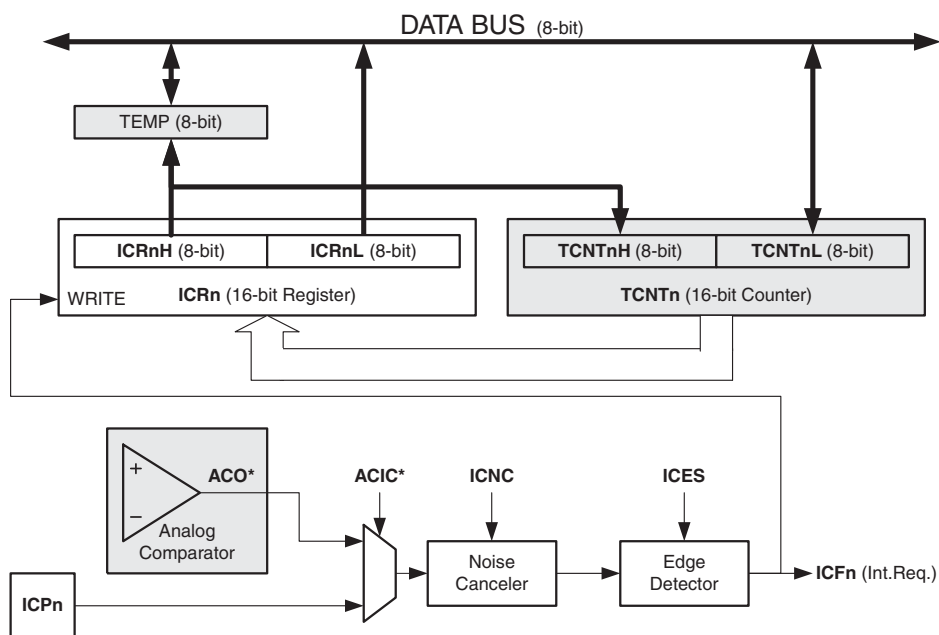 DATA BUS (8-bit)
TEMP (8-bit)
ICRnH (8-bit)
ICRnL (8-bit)
TCNTnH (8-bit)
TCNTnL (8-bit)
WRITE
ICRn (16-bit Register)
TCNTn (16-bit Counter)
+
ACO*
ACIC*
ICNC
ICES
−
Analog
Comparator
Noise
Canceler
Edge
Detector
ICFn (Int.Req.)
ICPn